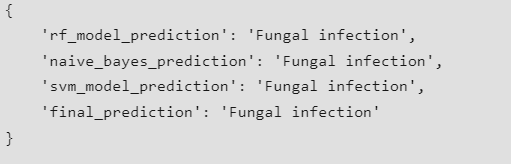 {
'rf_model_prediction': 'Fungal infection',
'naive_bayes_prediction': 'Fungal infection',
'svm_model_prediction': 'Fungal infection',
'final_prediction': 'Fungal infection'
}